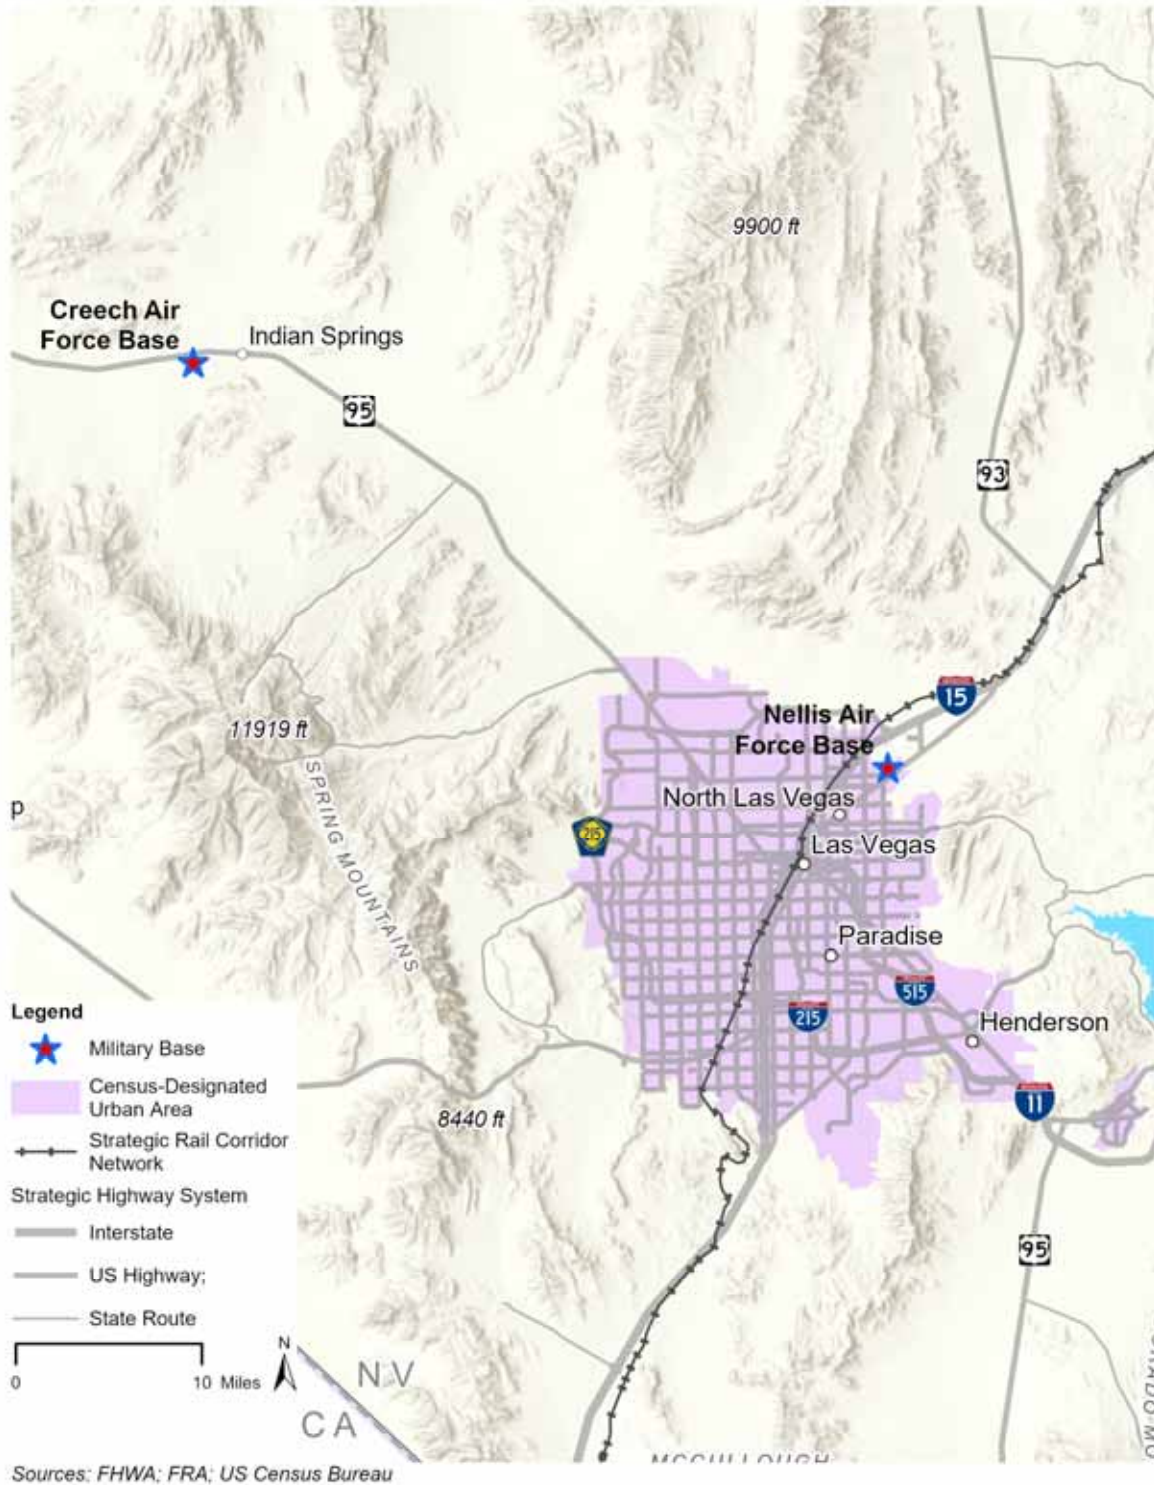 9900 ft
Creech Air
Force Base
Indian Springs
95
93
15
Nellis Air
Force Base
11919 ft
SPRING MOUNTAINS
p
North Las Vegas
215
Las Vegas
Paradise
515
215
Henderson
11
8440 ft
95
Legend
Military Base
Census-Designated
Urban Area
Strategic Rail Corridor
Network
Strategic Highway System
Interstate
US Highway;
State Route
0 10 Miles
N
NV
CA
Sources: FHWA; FRA; US Census Bureau